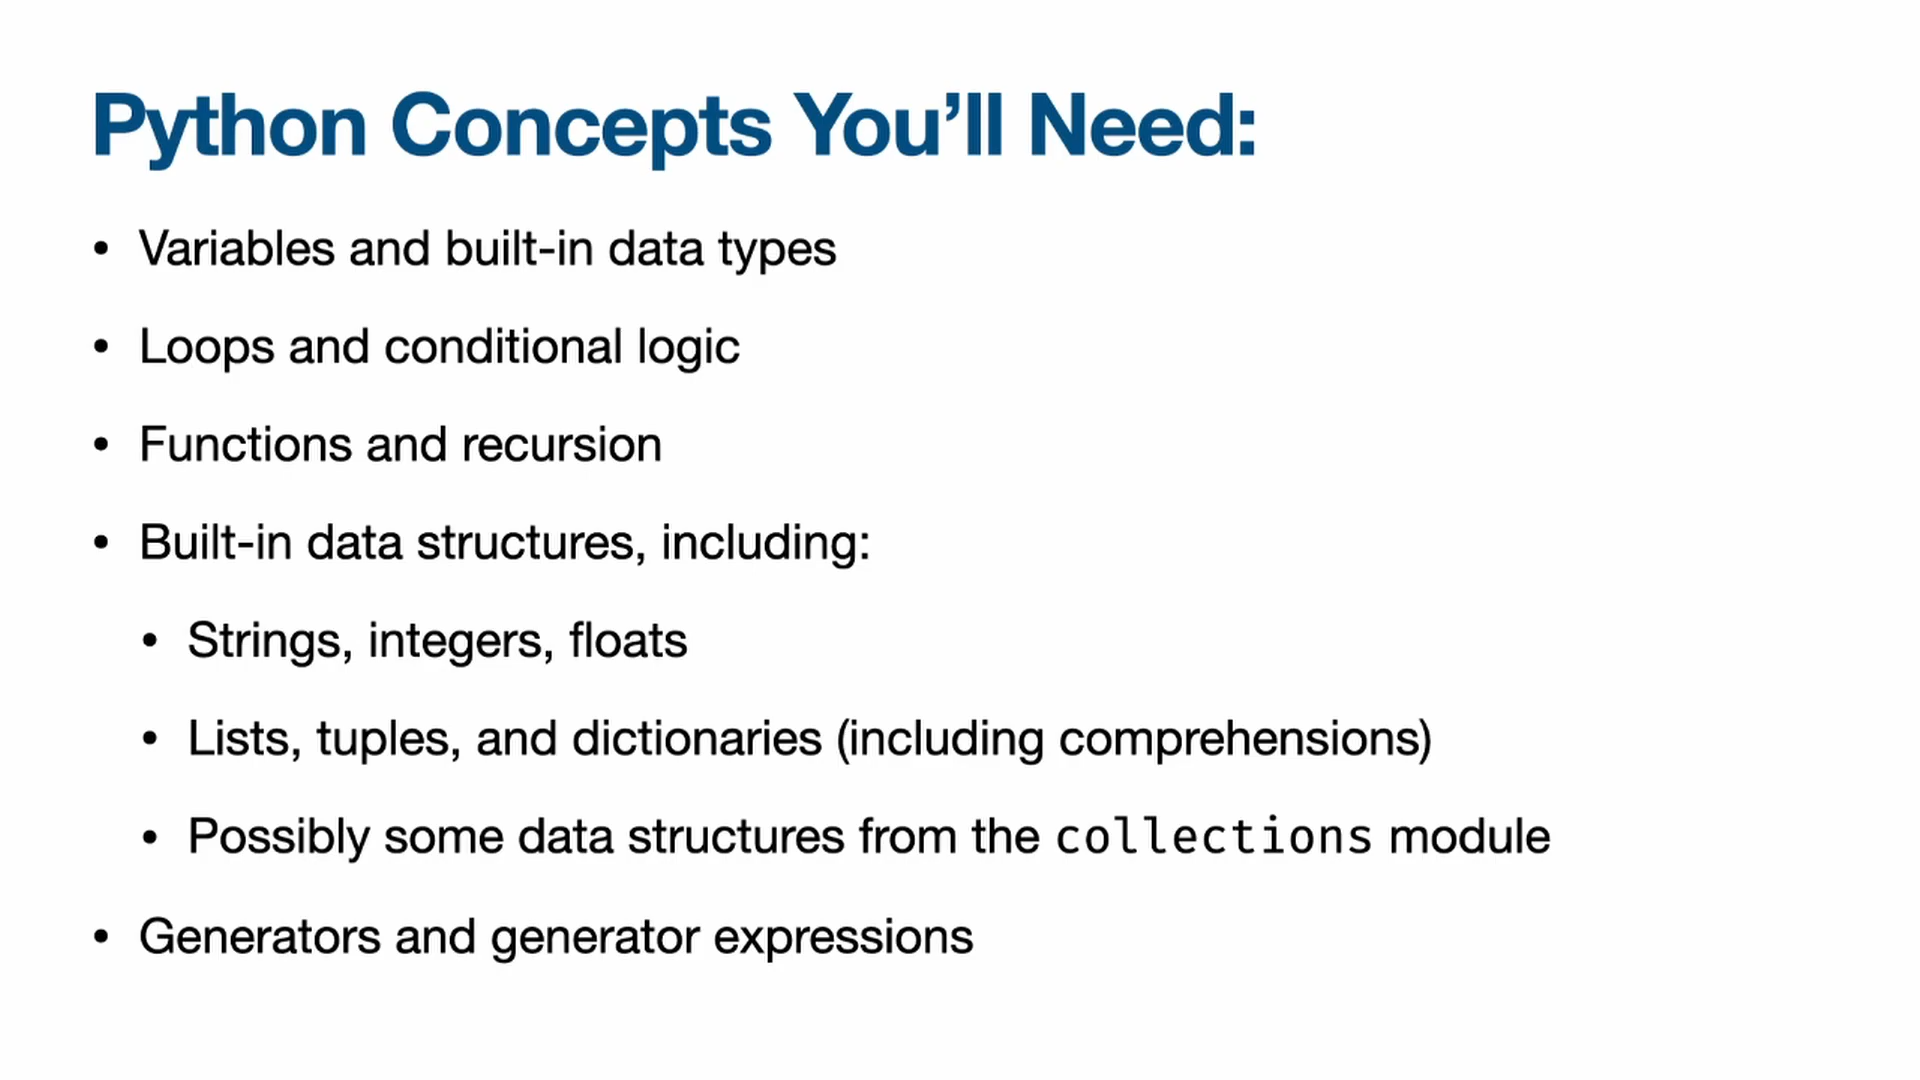 Python Concepts You’ll Need:
• Variables and built-in data types
• Loops and conditional logic
• Functions and recursion
• Built-in data structures, including:
• Strings, integers, floats
• Lists, tuples, and dictionaries (including comprehensions)
• Possibly some data structures from the collections module
• Generators and generator expressions